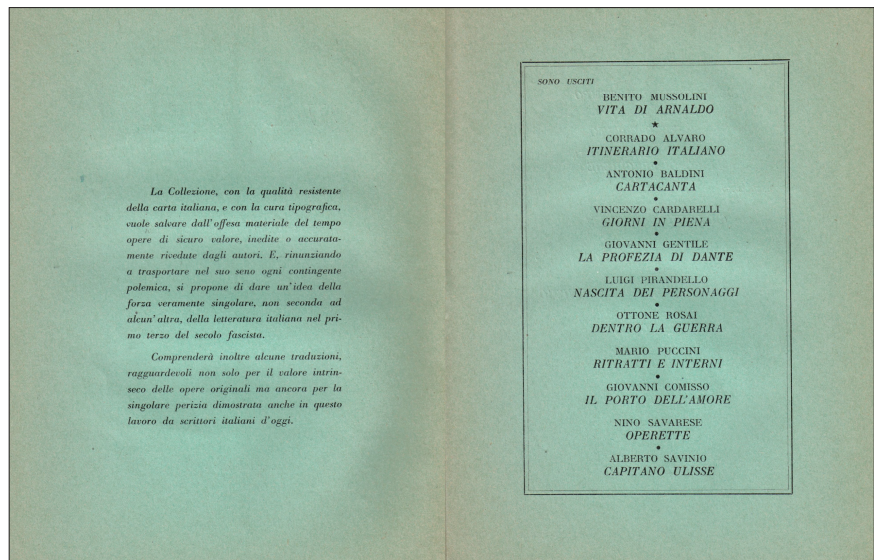 La Collezione, con la qualità resistente
della carta italiana, e con la cura tipografica,
vuole salvare dall'offesa materiale del tempo
opere di sicuro valore, inedite o accurata-
mente rivedute dagli autori. E, rinunziando
a trasportare nel suo seno ogni contingente
polemica, si propone di dare un'idea della
forza veramente singolare, non seconda ad
alcun'altra, della letteratura italiana nel pri-
mo terzo del secolo fascista.
Comprenderà inoltre alcune traduzioni,
ragguardevoli non solo per il valore intrin-
seco delle opere originali ma ancora per la
singolare perizia dimostrata anche in questo
lavoro da scrittori italiani d'oggi.
SONO USCITI
BENITO MUSSOLINI
VITA DI ARNALDO
★
CORRADO ALVARO
ITINERARIO ITALIANO
•
ANTONIO BALDINI
CARTACANTA
•
VINCENZO CARDARELLI
GIORNI IN PIENA
•
GIOVANNI GENTILE
LA PROFEZIA DI DANTE
•
LUIGI PIRANDELLO
NASCITA DEI PERSONAGGI
•
OTTONE ROSAI
DENTRO LA GUERRA
MARIO PUCCINI
RITRATTI E INTERNI
•
GIOVANNI COMISSO
IL PORTO DELL'AMORE
NINO SAVARESE
OPERETTE
•
ALBERTO SAVINIO
CAPITANO ULISSE